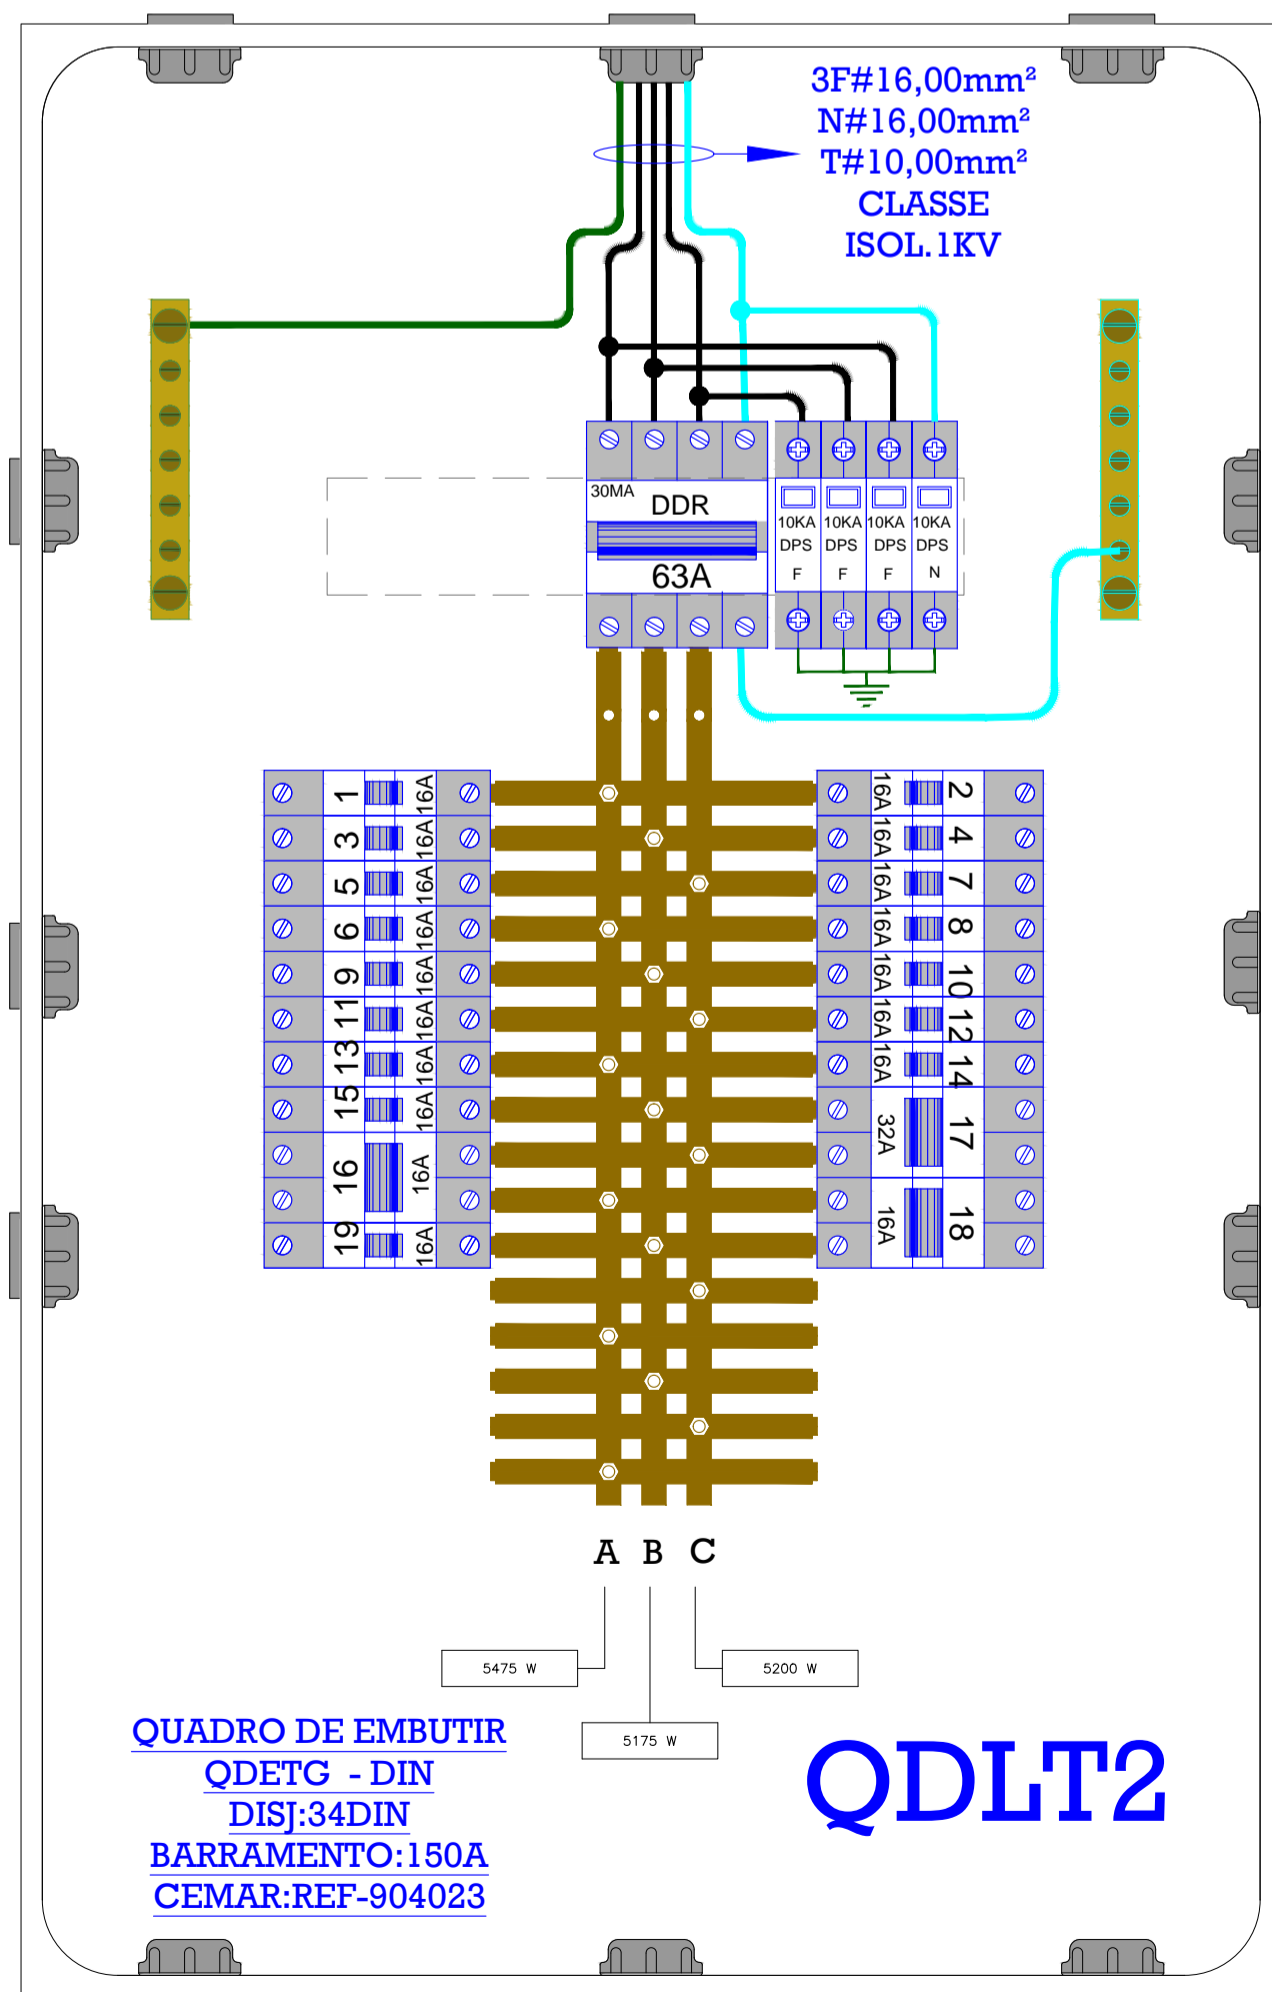 3F#16,00mm²
N#16,00mm²
T#10,00mm²
CLASSE
ISOL.1KV
30MA
DDR
63A
10KA
DPS
F
10KA
DPS
F
10KA
DPS
F
10KA
DPS
N
1 16A
3 16A
5 16A
6 16A
9 16A
11 16A
13 16A
15 16A
16 16A
19 16A
16A 2
16A 4
16A 7
16A 8
16A 10
16A 12
16A 14
32A 17
16A 18
A B C
5475 W
5200 W
5175 W
QUADRO DE EMBUTIR
QDETG - DIN
DISJ:34DIN
BARRAMENTO:150A
CEMAR:REF-904023
QDLT2